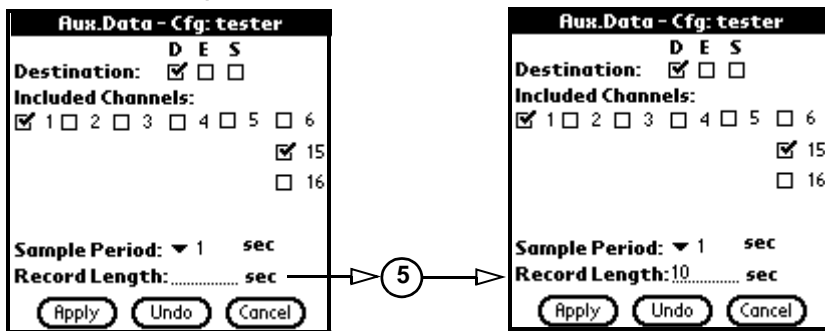 Aux.Data - Cfg: tester
D E S
Destination:
Included Channels:
1 2 3 4 5 6
15
16
Sample Period: 1 sec
Record Length: sec
Apply Undo Cancel
5
Aux.Data - Cfg: tester
D E S
Destination:
Included Channels:
1 2 3 4 5 6
15
16
Sample Period: 1 sec
Record Length: 10 sec
Apply Undo Cancel